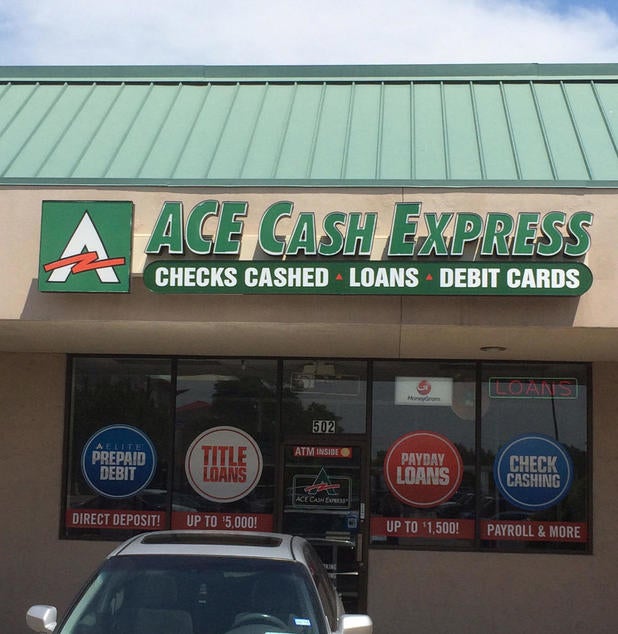 ACE CASH EXPRESS
CHECKS CASHED LOANS DEBIT CARDS
MoneyGram
LOANS
502
ATM INSIDE
ELITE
PREPAID
DEBIT
DIRECT DEPOSIT!
TITLE
LOANS
UP TO $5,000!
ACE CASH EXPRESS
PAYDAY
LOANS
UP TO $1,500!
CHECK
CASHING
PAYROLL & MORE